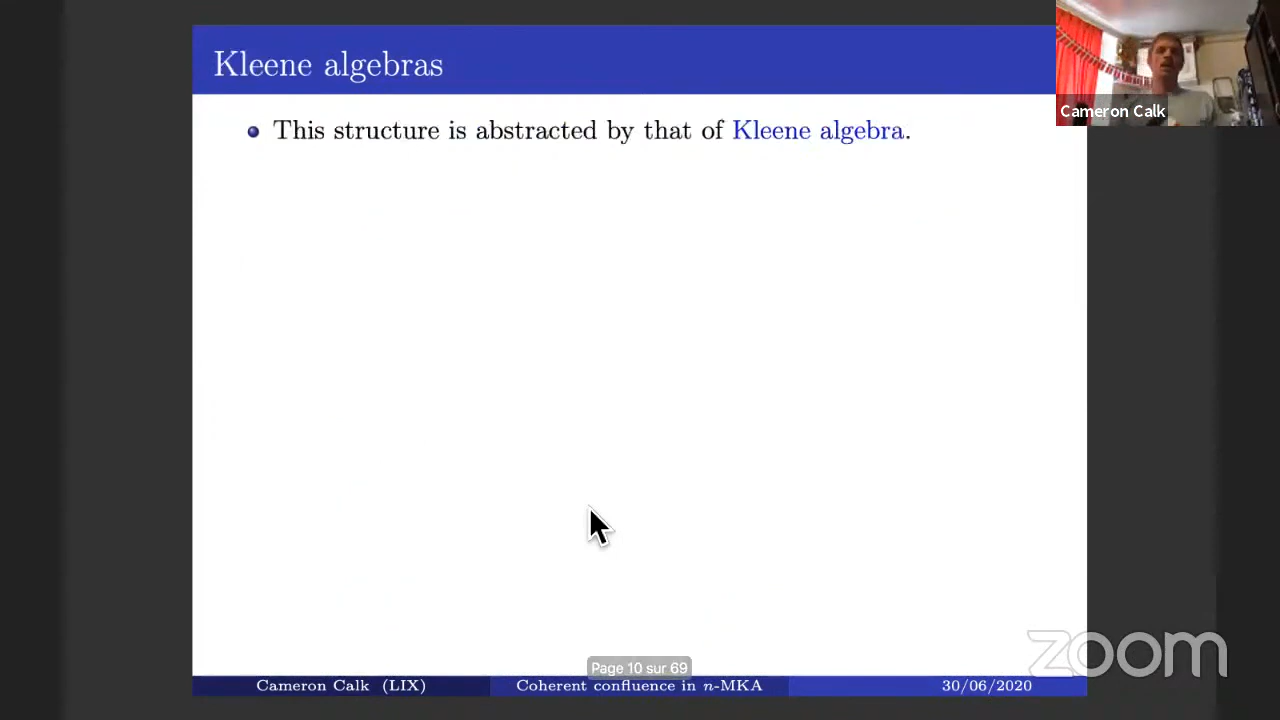 Kleene algebras
Cameron Calk
This structure is abstracted by that of Kleene algebra.
zoom
Page 10 sur 69
Cameron Calk (LIX) Coherent confluence in n-MKA 30/06/2020